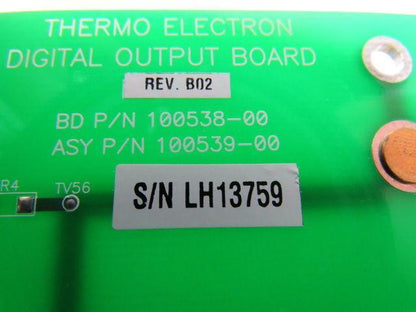 THERMO ELECTRON
DIGITAL OUTPUT BOARD
REV. B02
BD P/N 100538-00
ASY P/N 100539-00
R4 TV56
S/N LH13759